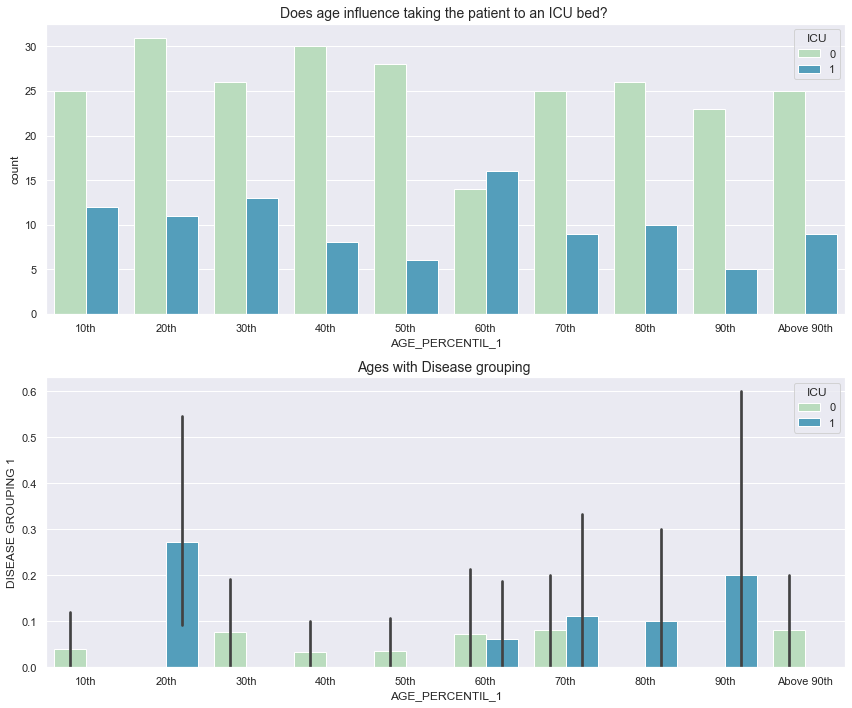 Does age influence taking the patient to an ICU bed?
ICU
0
1
30
25
20
15
10
5
0
count
10th 20th 30th 40th 50th 60th 70th 80th 90th Above 90th
AGE_PERCENTIL_1
Ages with Disease grouping
ICU
0
1
0.6
0.5
0.4
0.3
0.2
0.1
0.0
DISEASE GROUPING 1
10th 20th 30th 40th 50th 60th 70th 80th 90th Above 90th
AGE_PERCENTIL_1